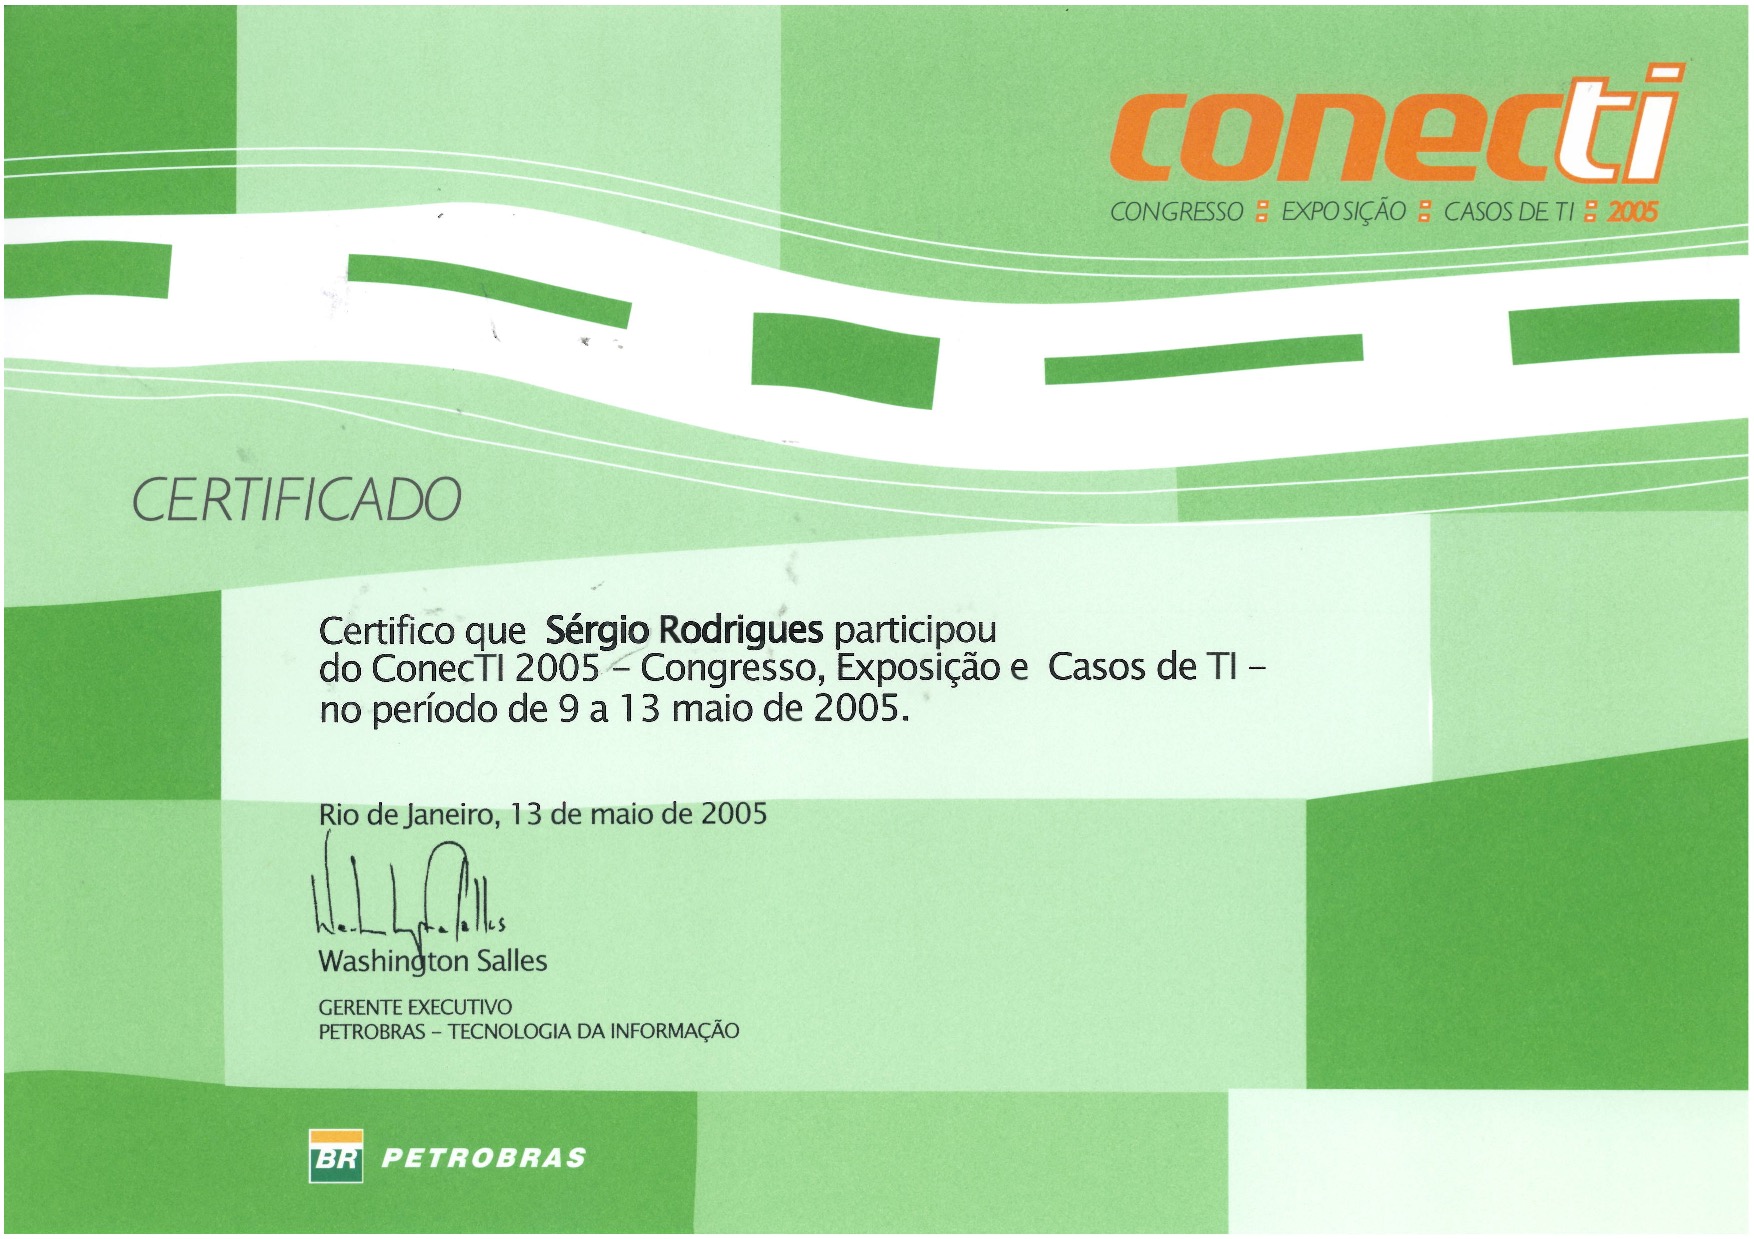 conecti
CONGRESSO EXPOSIÇÃO CASOS DE TI 2005
CERTIFICADO
Certifico que Sérgio Rodrigues participou
do ConecTI 2005 – Congresso, Exposição e Casos de TI –
no período de 9 a 13 maio de 2005.
Rio de Janeiro, 13 de maio de 2005
Washington Salles
GERENTE EXECUTIVO
PETROBRAS – TECNOLOGIA DA INFORMAÇÃO
BR PETROBRAS